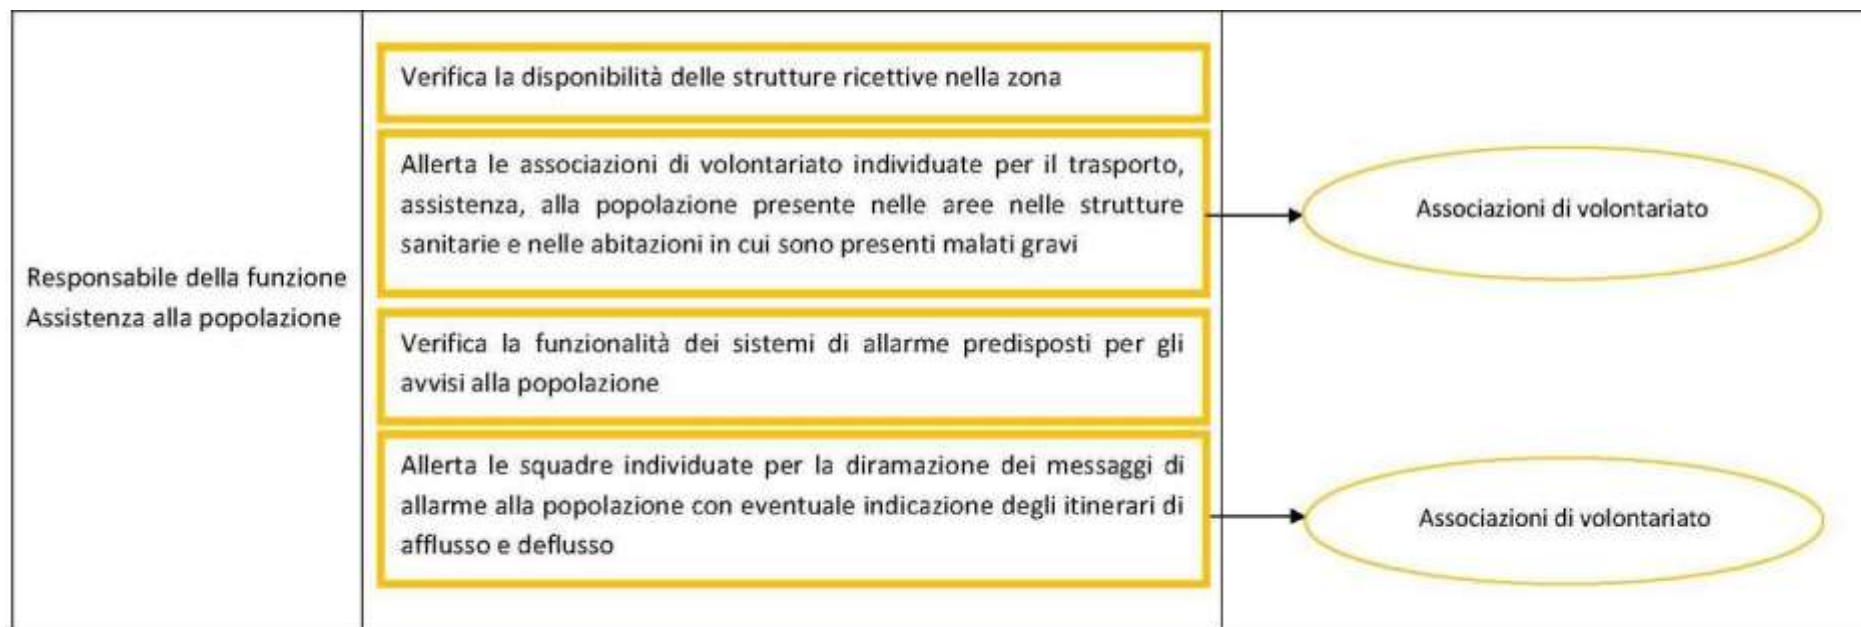 Responsabile della funzione
Assistenza alla popolazione
Verifica la disponibilità delle strutture ricettive nella zona
Allerta le associazioni di volontariato individuate per il trasporto,
assistenza, alla popolazione presente nelle aree nelle strutture
sanitarie e nelle abitazioni in cui sono presenti malati gravi
Associazioni di volontariato
Verifica la funzionalità dei sistemi di allarme predisposti per gli
avvisi alla popolazione
Allerta le squadre individuate per la diramazione dei messaggi di
allarme alla popolazione con eventuale indicazione degli itinerari di
afflusso e deflusso
Associazioni di volontariato